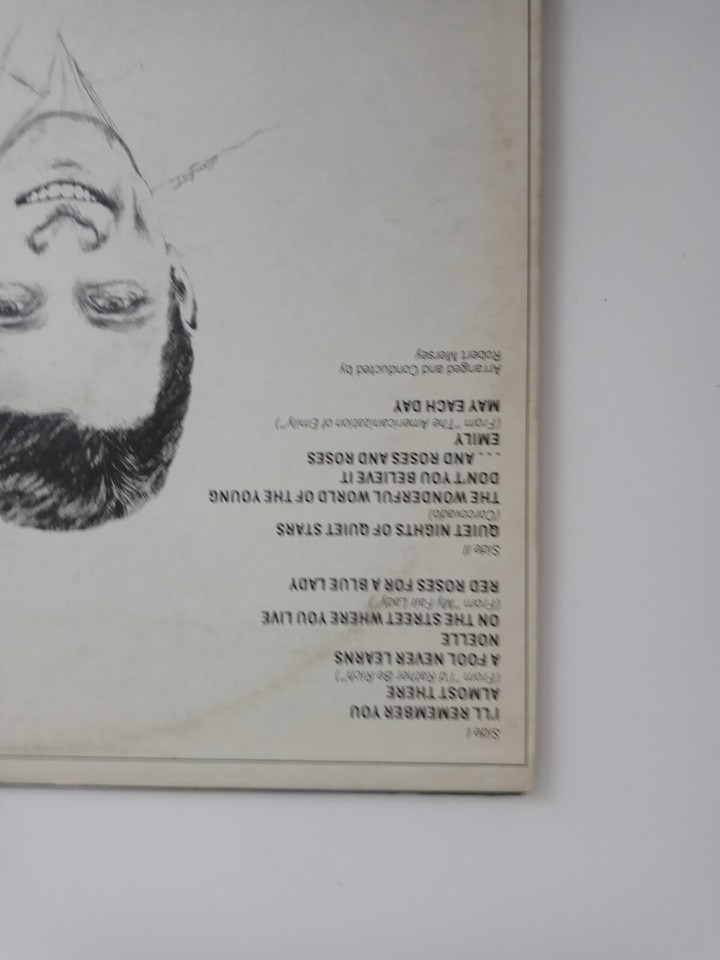 Side I
I'LL REMEMBER YOU
ALMOST THERE
(From "I'd Rather Be Rich")
A FOOL NEVER LEARNS
NOELLE
ON THE STREET WHERE YOU LIVE
(From "My Fair Lady")
RED ROSES FOR A BLUE LADY
Side II
QUIET NIGHTS OF QUIET STARS
(Corcovado)
THE WONDERFUL WORLD OF THE YOUNG
DON'T YOU BELIEVE IT
. . . AND ROSES AND ROSES
EMILY
(From "The Americanization of Emily")
MAY EACH DAY
Arranged and Conducted by
Robert Mersey